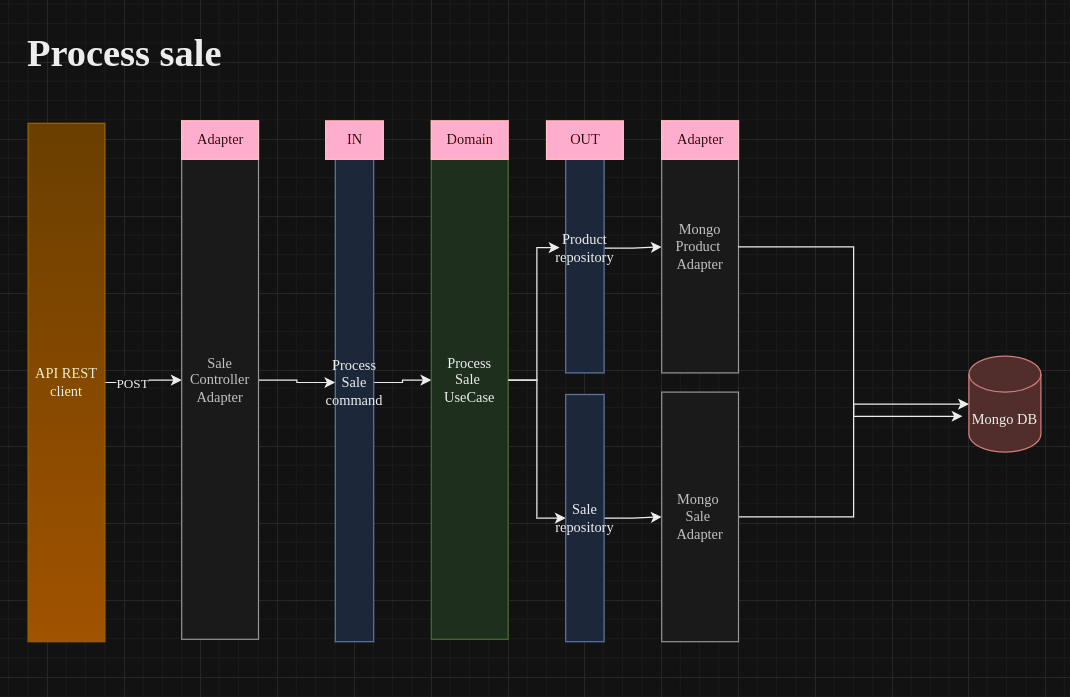 Process sale
Adapter
IN
Domain
OUT
Adapter
API REST
client
POST
Sale
Controller
Adapter
Process
Sale
command
Process
Sale
UseCase
Product
repository
Mongo
Product
Adapter
Sale
repository
Mongo
Sale
Adapter
Mongo DB